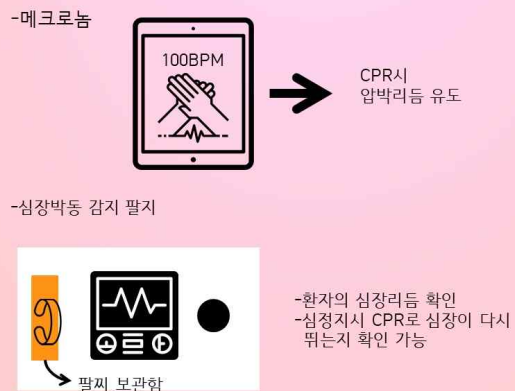 -메크로놈
100BPM
CPR시
압박리듬 유도
-심장박동 감지 팔지
-환자의 심장리듬 확인
-심정지시 CPR로 심장이 다시
뛰는지 확인 가능
팔찌 보관함